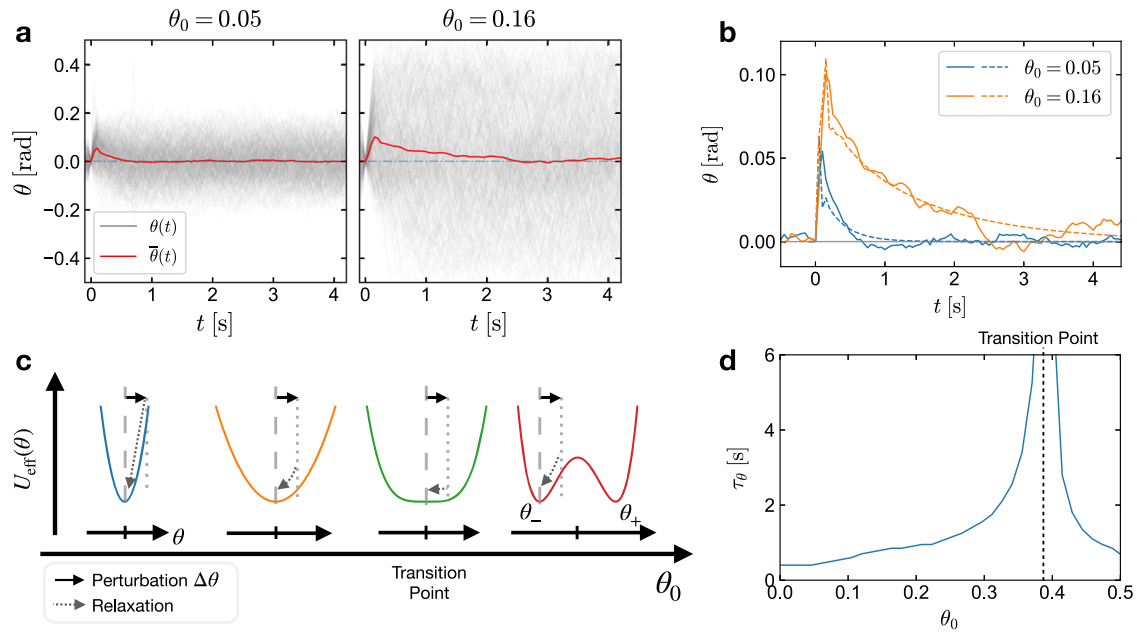 a
θ₀ = 0.05
θ₀ = 0.16
0.4
0.2
0.0
−0.2
−0.4
θ [rad]
θ(t)
θ̅(t)
0 1 2 3 4
0 1 2 3 4
t [s]
t [s]
b
θ₀ = 0.05
θ₀ = 0.16
0.10
0.05
0.00
θ [rad]
0 1 2 3 4
t [s]
c
U_eff(θ)
θ
θ₋
θ₊
Transition
Point
θ₀
Perturbation Δθ
Relaxation
d
Transition Point
6
4
2
0
τ_θ [s]
0.0 0.1 0.2 0.3 0.4 0.5
θ₀